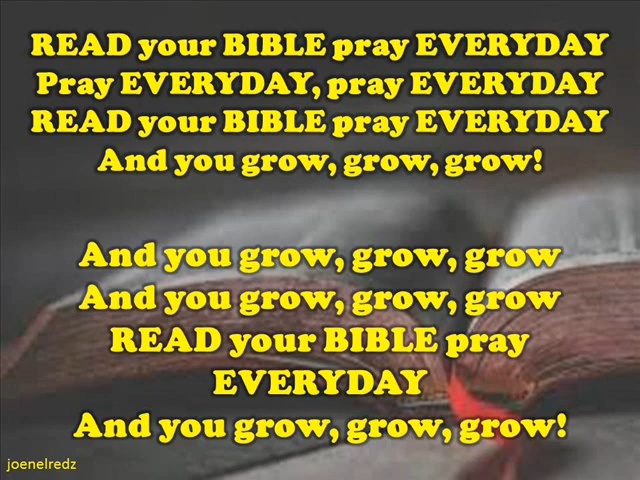 READ your BIBLE pray EVERYDAY
Pray EVERYDAY, pray EVERYDAY
READ your BIBLE pray EVERYDAY
And you grow, grow, grow!
And you grow, grow, grow
And you grow, grow, grow
READ your BIBLE pray
EVERYDAY
And you grow, grow, grow!
joenelredz